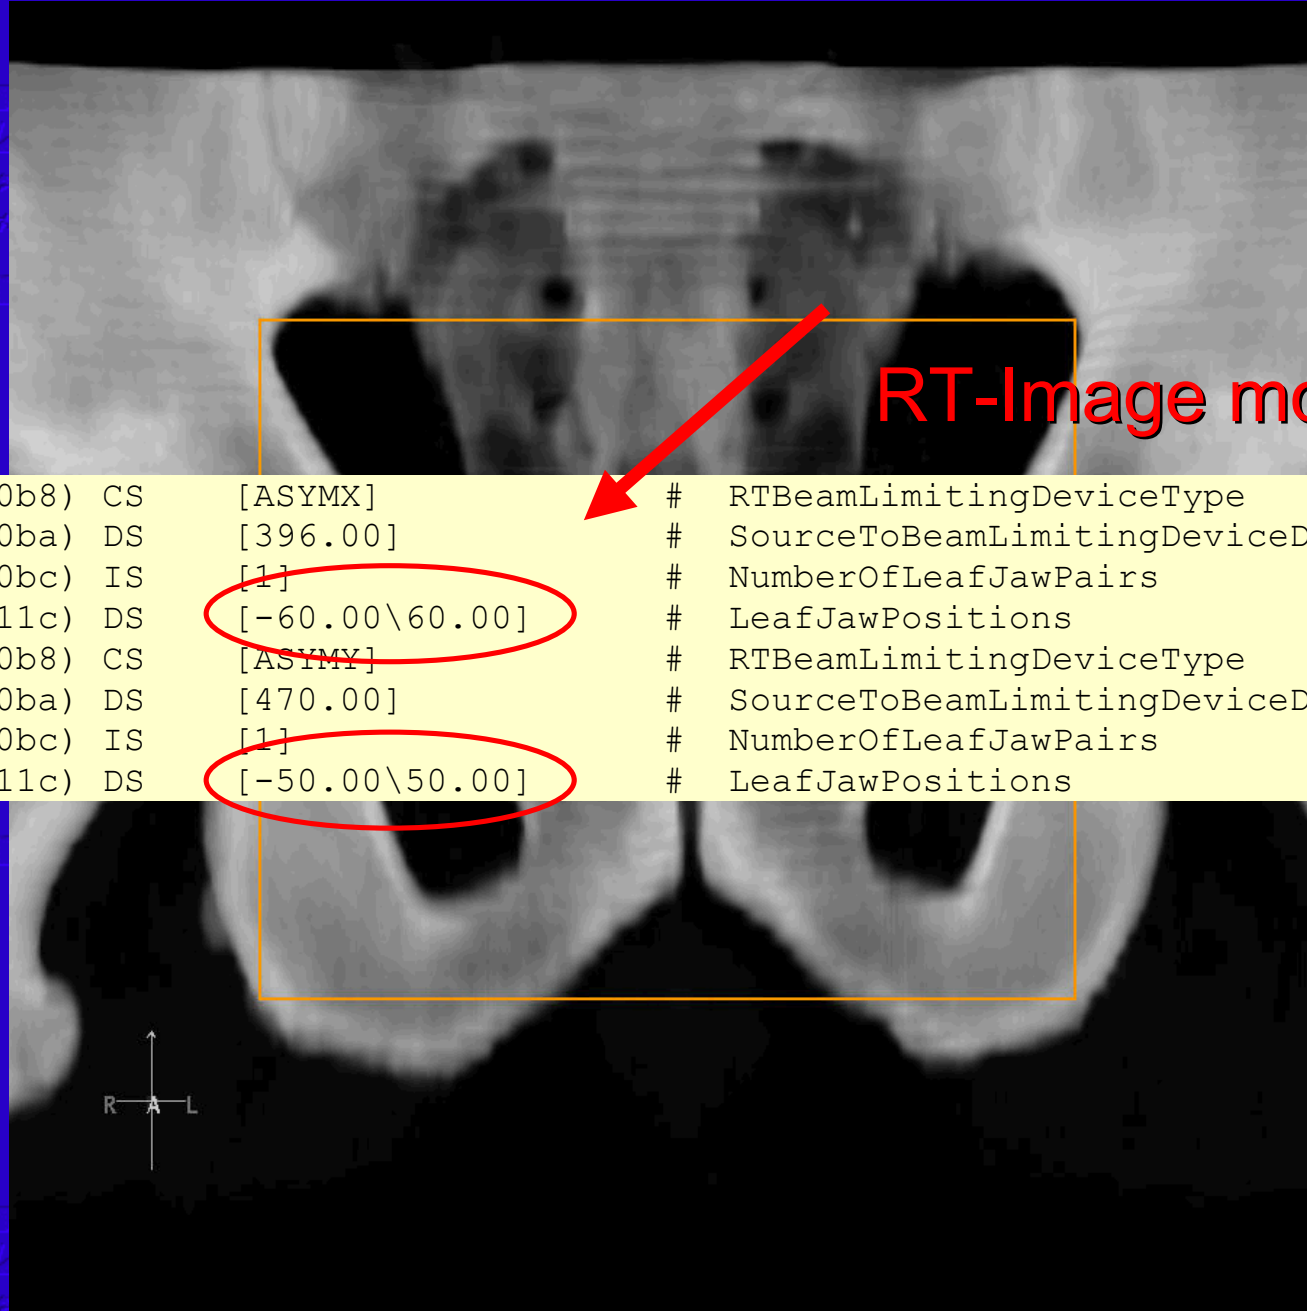 RT-Image mo
0b8) CS [ASYMX] # RTBeamLimitingDeviceType
0ba) DS [396.00] # SourceToBeamLimitingDeviceD
0bc) IS [1] # NumberOfLeafJawPairs
11c) DS [-60.00\60.00] # LeafJawPositions
0b8) CS [ASYMY] # RTBeamLimitingDeviceType
0ba) DS [470.00] # SourceToBeamLimitingDeviceD
0bc) IS [1] # NumberOfLeafJawPairs
11c) DS [-50.00\50.00] # LeafJawPositions
R A L